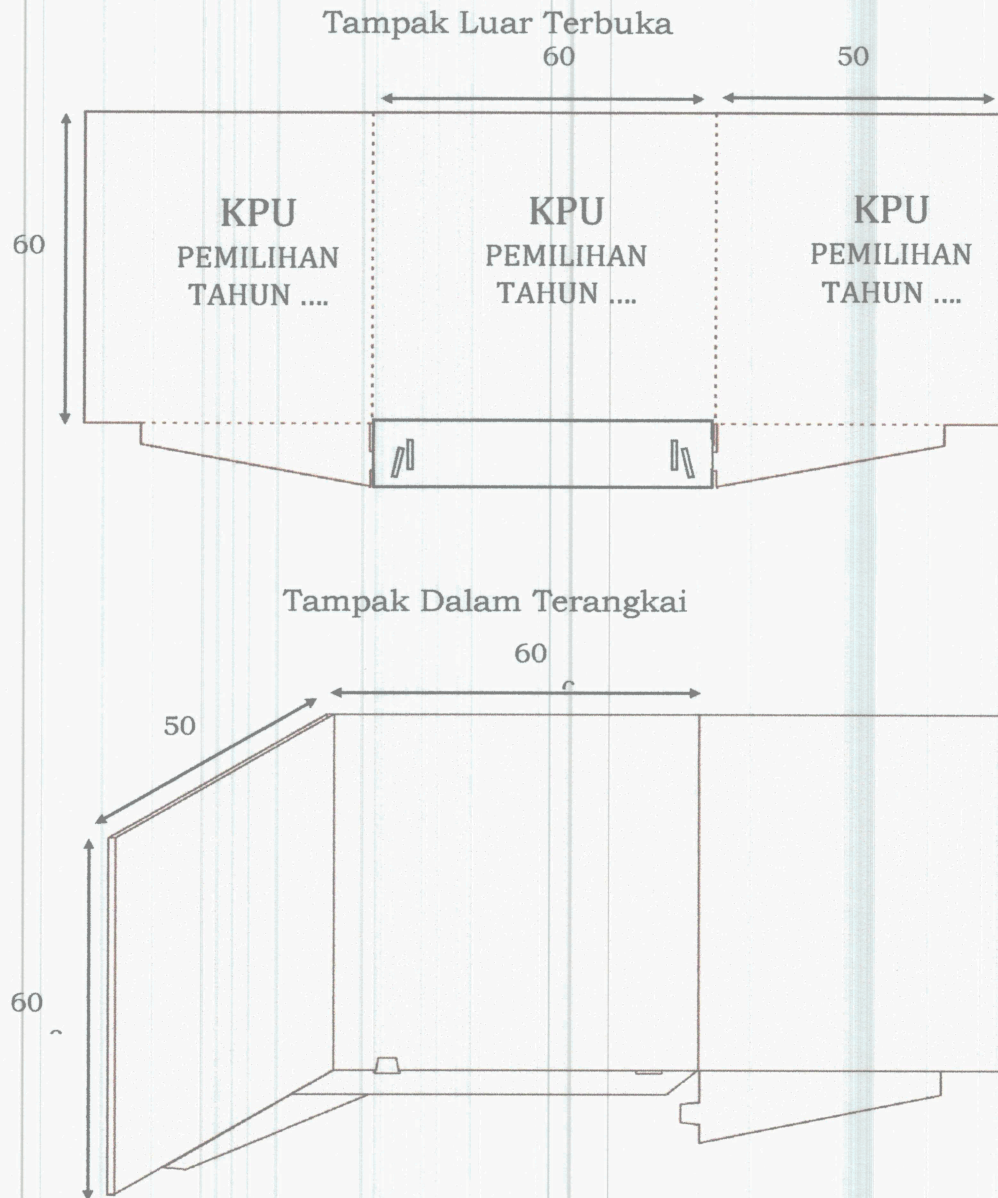 Tampak Luar Terbuka
60
50
60
KPU
PEMILIHAN
TAHUN ....
KPU
PEMILIHAN
TAHUN ....
KPU
PEMILIHAN
TAHUN ....
Tampak Dalam Terangkai
60
50
60